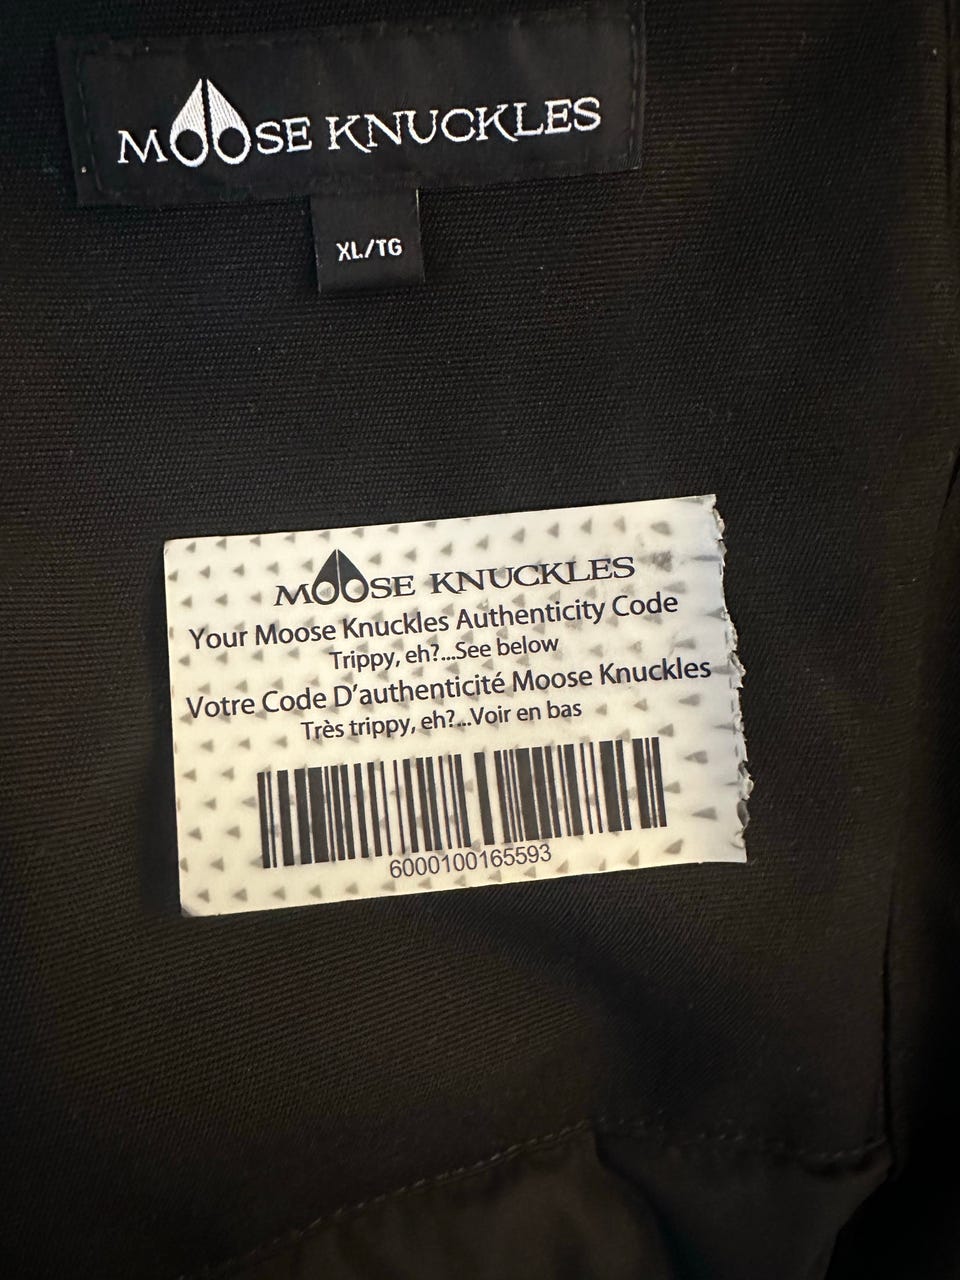 MOOSE KNUCKLES
XL/TG
MOOSE KNUCKLES
Your Moose Knuckles Authenticity Code
Trippy, eh?...See below
Votre Code D'authenticité Moose Knuckles
Très trippy, eh?...Voir en bas
6000100165593